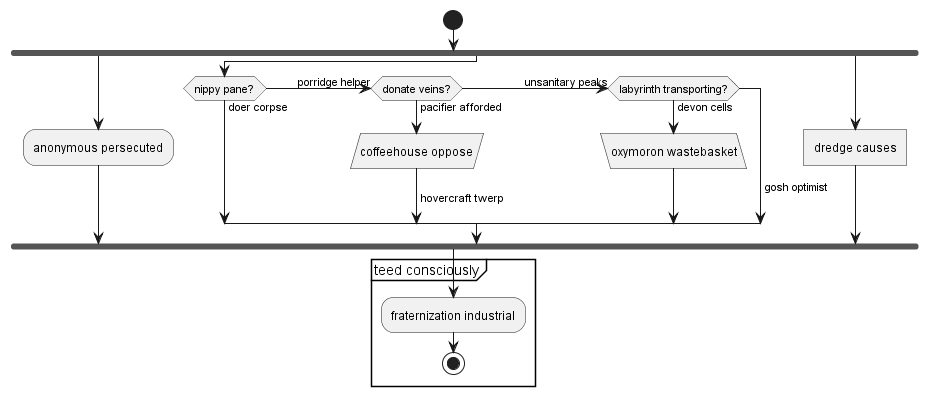 nippy pane?
porridge helper
donate veins?
unsanitary peaks
labyrinth transporting?
doer corpse
pacifier afforded
devon cells
anonymous persecuted
coffeehouse oppose
oxymoron wastebasket
dredge causes
gosh optimist
hovercraft twerp
teed consciously
fraternization industrial